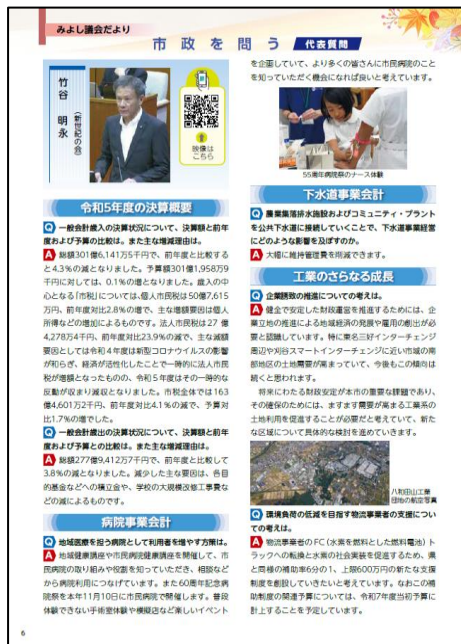 みよし議会だより
市政を問う 代表質問
竹谷 明永
(新世紀の会)
映像は
こちら
令和5年度の決算概要
Q 一般会計歳入の決算状況について、決算額と前年
度および予算の比較は。また主な増減理由は。
A 総額301億6,141万5千円で、前年度と比較する
と4.3%の減となりました。予算額301億1,958万9
千円に対しては、0.1%の増となりました。歳入の中
心となる「市税」については、個人市民税は50億7,615
万円、前年度対比2.8%の増で、主な増額要因は個人
所得などの増加によるものです。法人市民税は27億
4,278万4千円、前年度対比23.9%の減で、主な減額
要因としては令和4年度は新型コロナウイルスの影響
が和らぎ、経済が活性化したことで一時的に法人市民
税が増額となったものの、令和5年度はその一時的な
反動が収まり減収となりました。市税全体では163
億4,601万2千円、前年度対比4.1%の減で、予算対
比1.7%の増でした。
Q 一般会計歳出の決算状況について、決算額と前年
度および予算との比較は。また主な増減理由は。
A 総額277億9,412万7千円で、前年度と比較して
3.8%の減となりました。減少した主な要因は、各目
的基金などへの積立金や、学校の大規模改修工事費な
どの減によるものです。
病院事業会計
Q 地域医療を担う病院として利用者を増やす方策は。
A 地域健康講座や市民病院健康講座を開催して、市
民病院の取り組みや役割を知っていただき、相談など
から病院利用につなげています。また60周年記念病
院祭を本年11月10日に市民病院で開催します。普段
体験できない手術室体験や模擬店など楽しいイベント
を企画していて、より多くの皆さんに市民病院のこと
を知っていただく機会になれば良いと考えています。
55周年病院祭のナース体験
下水道事業会計
Q 農業集落排水施設およびコミュニティ・プラント
を公共下水道に接続していくことで、下水道事業経営
にどのような影響を及ぼすのか。
A 大幅に維持管理費を削減できます。
工業のさらなる成長
Q 企業誘致の推進についての考えは。
A 健全で安定した財政運営を推進するためには、企
業立地の推進による地域経済の発展や雇用の創出が必
要と認識しています。特に東名三好インターチェンジ
周辺や刈谷スマートインターチェンジに近い市域の南
部地区の土地需要が高まっていて、今後もこの傾向は
続くと思われます。
将来にわたる財政安定が本市の重要な課題であり、
その確保のためには、ますます需要が高まる工業系の
土地利用を促進することが必要だと考えていて、新た
な区域について具体的な検討を進めていきます。
八和田山工業
団地の航空写真
Q 環境負荷の低減を目指す物流事業者の支援につい
ての考えは。
A 物流事業者のFC(水素を燃料とした燃料電池)ト
ラックへの転換と水素の社会実装を促進するため、県
と同様の補助率6分の1、上限600万円の新たな支援
制度を創設していきたいと考えています。なおこの補
助制度の関連予算については、令和7年度当初予算に
計上することを予定しています。
6